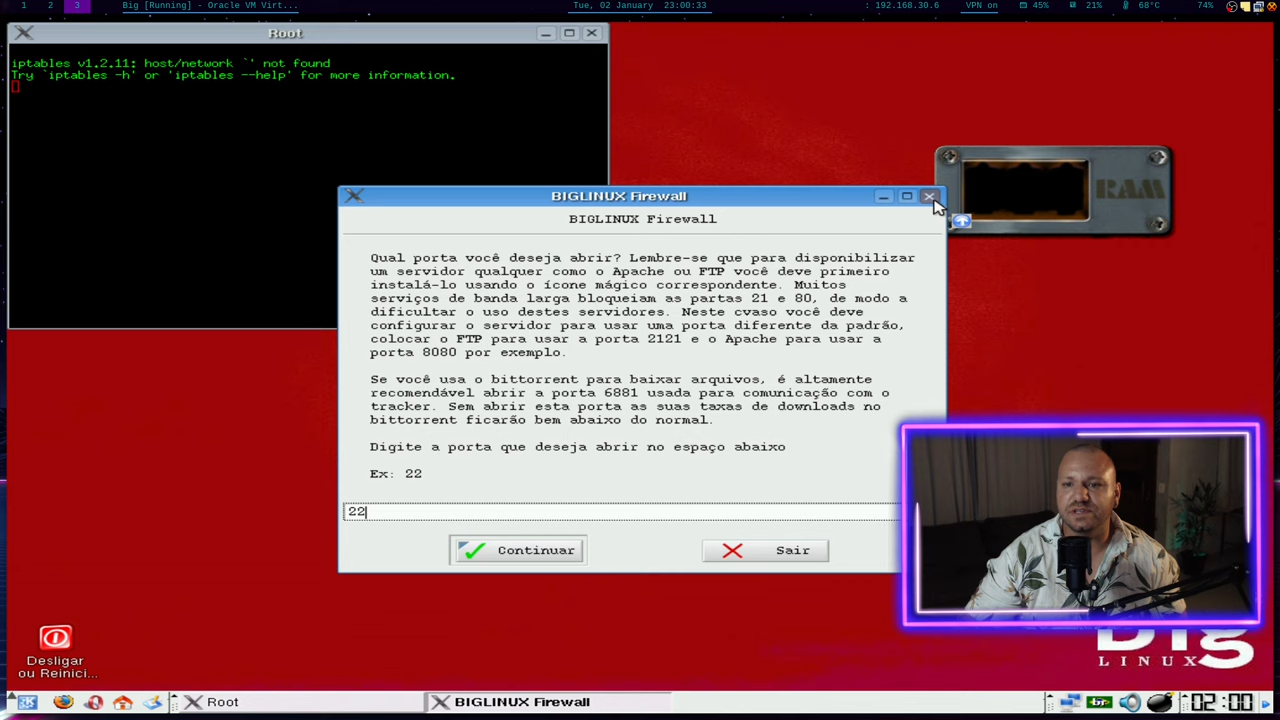 1 2 3 Big [Running] - Oracle VM Virt... Tue, 02 January 23:00:33 : 192.168.30.6 VPN on 45% 21% 68°C 74%
Root
iptables v1.2.11: host/network `' not found
Try `iptables -h' or 'iptables --help' for more information.
BIGLINUX Firewall
BIGLINUX Firewall
RAM
Qual porta você deseja abrir? Lembre-se que para disponibilizar
um servidor qualquer como o Apache ou FTP você deve primeiro
instalá-lo usando o ícone mágico correspondente. Muitos
serviços de banda larga bloqueiam as partas 21 e 80, de modo a
dificultar o uso destes servidores. Neste cvaso você deve
configurar o servidor para usar uma porta diferente da padrão,
colocar o FTP para usar a porta 2121 e o Apache para usar a
porta 8080 por exemplo.
Se você usa o bittorrent para baixar arquivos, é altamente
recomendável abrir a porta 6881 usada para comunicação com o
tracker. Sem abrir esta porta as suas taxas de downloads no
bittorrent ficarão bem abaixo do normal.
Digite a porta que deseja abrir no espaço abaixo
Ex: 22
22
Continuar Sair
Desligar
ou Reinici...
Big
LINUX
Root BIGLINUX Firewall br 02:00